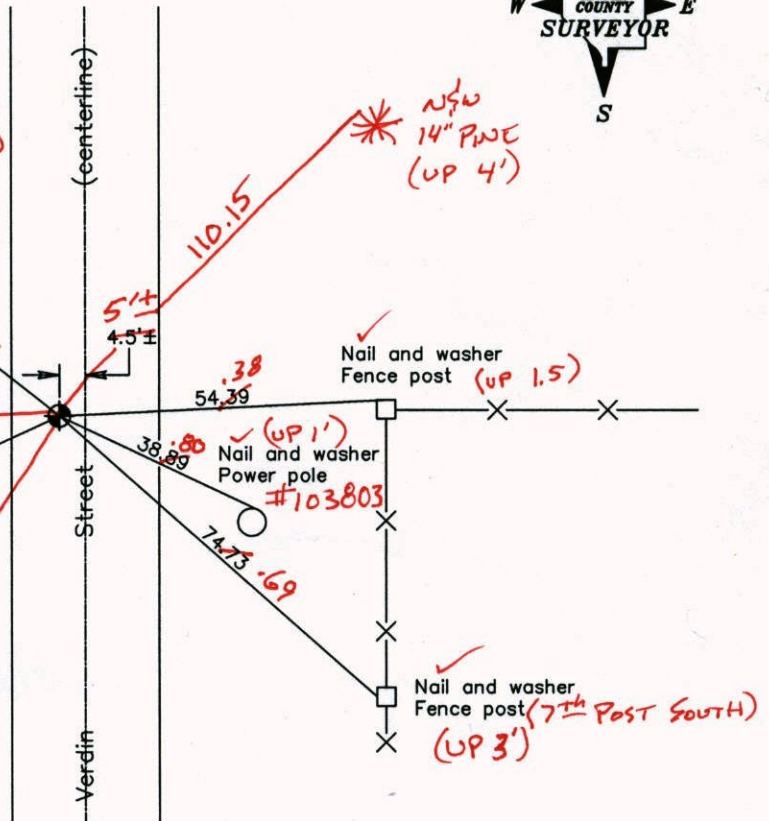 W COUNTY E
SURVEYOR
S
(centerline)
N&W
14" PINE
(UP 4')
110.15
5'±
4.5'±
Nail and washer
Fence post (UP 1.5)
.38
54.39
.80
38.89
(UP 1')
Nail and washer
Power pole
#103803
Street
74.73 .69
Nail and washer
Fence post (7th POST SOUTH)
(UP 3')
Verdin